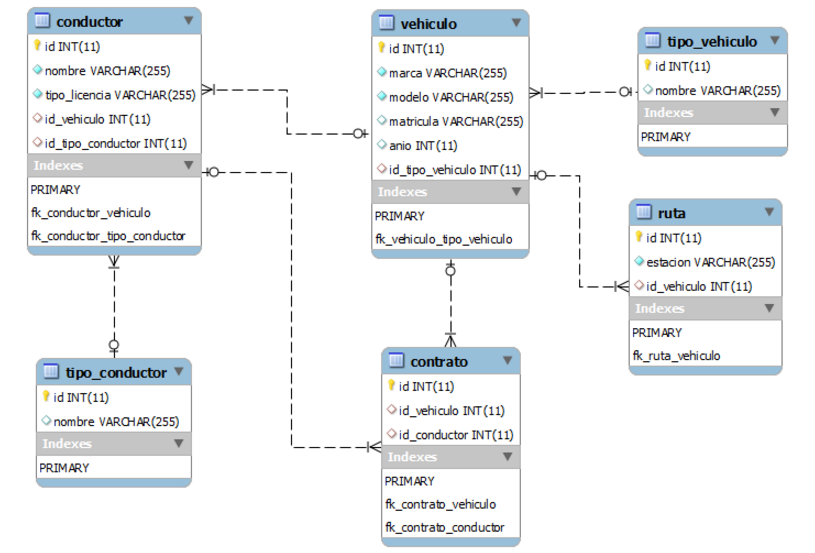 conductor
id INT(11)
nombre VARCHAR(255)
tipo_licencia VARCHAR(255)
id_vehiculo INT(11)
id_tipo_conductor INT(11)
Indexes
PRIMARY
fk_conductor_vehiculo
fk_conductor_tipo_conductor
vehiculo
id INT(11)
marca VARCHAR(255)
modelo VARCHAR(255)
matricula VARCHAR(255)
anio INT(11)
id_tipo_vehiculo INT(11)
Indexes
PRIMARY
fk_vehiculo_tipo_vehiculo
tipo_vehiculo
id INT(11)
nombre VARCHAR(255)
Indexes
PRIMARY
ruta
id INT(11)
estacion VARCHAR(255)
id_vehiculo INT(11)
Indexes
PRIMARY
fk_ruta_vehiculo
tipo_conductor
id INT(11)
nombre VARCHAR(255)
Indexes
PRIMARY
contrato
id INT(11)
id_vehiculo INT(11)
id_conductor INT(11)
Indexes
PRIMARY
fk_contrato_vehiculo
fk_contrato_conductor